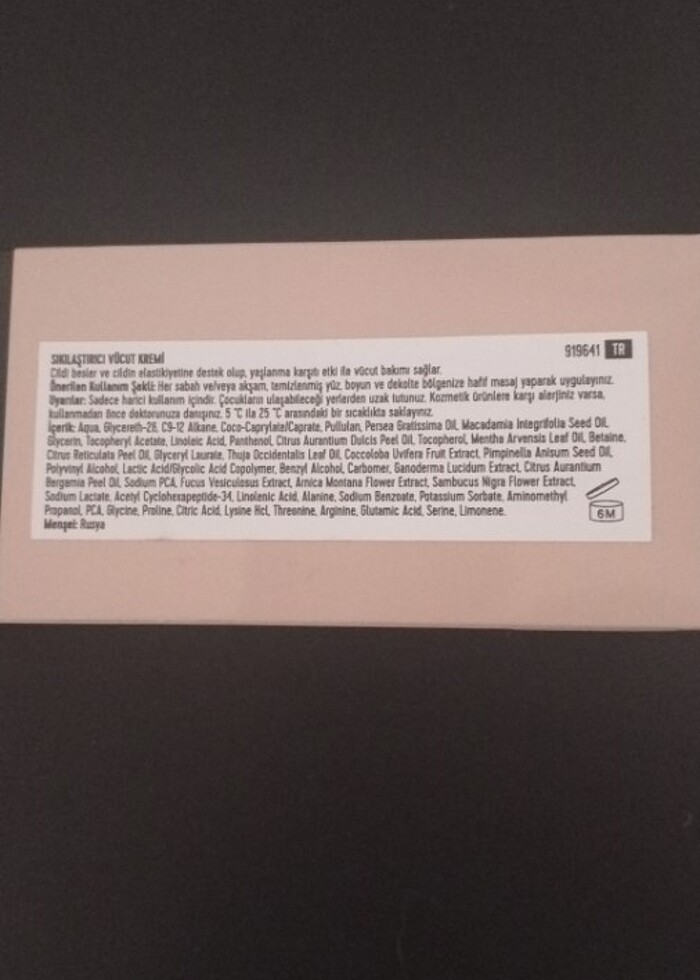 SIKILAŞTIRICI VÜCUT KREMİ
919641 TR
Cildi besler ve cildin elastikiyetine destek olup, yaşlanma karşıtı etki ile vücut bakımı sağlar.
Önerilen Kullanım Şekli: Her sabah ve/veya akşam, temizlenmiş yüz, boyun ve dekolte bölgenize hafif masaj yaparak uygulayınız.
Uyarılar: Sadece harici kullanım içindir. Çocukların ulaşabileceği yerlerden uzak tutunuz. Kozmetik ürünlere karşı alerjiniz varsa,
kullanmadan önce doktorunuza danışınız. 5 °C ila 25 °C arasındaki bir sıcaklıkta saklayınız.
İçerik: Aqua, Glycereth-26, C9-12 Alkane, Coco-Caprylate/Caprate, Pullulan, Persea Gratissima Oil, Macadamia Integrifolia Seed Oil,
Glycerin, Tocopheryl Acetate, Linoleic Acid, Panthenol, Citrus Aurantium Dulcis Peel Oil, Tocopherol, Mentha Arvensis Leaf Oil, Betaine,
Citrus Reticulata Peel Oil, Glyceryl Laurate, Thuja Occidentalis Leaf Oil, Coccoloba Uvifera Fruit Extract, Pimpinella Anisum Seed Oil,
Polyvinyl Alcohol, Lactic Acid/Glycolic Acid Copolymer, Benzyl Alcohol, Carbomer, Ganoderma Lucidum Extract, Citrus Aurantium
Bergamia Peel Oil, Sodium PCA, Fucus Vesiculosus Extract, Arnica Montana Flower Extract, Sambucus Nigra Flower Extract,
Sodium Lactate, Acetyl Cyclohexapeptide-34, Linolenic Acid, Alanine, Sodium Benzoate, Potassium Sorbate, Aminomethyl
Propanol, PCA, Glycine, Proline, Citric Acid, Lysine Hcl, Threonine, Arginine, Glutamic Acid, Serine, Limonene.
Menşei: Rusya
6M